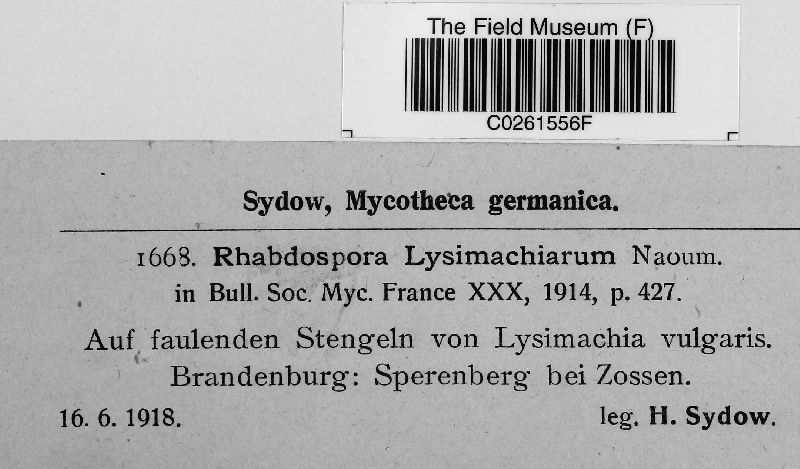 The Field Museum (F)
C0261556F
Sydow, Mycotheca germanica.
1668. Rhabdospora Lysimachiarum Naoum.
in Bull. Soc. Myc. France XXX, 1914, p. 427.
Auf faulenden Stengeln von Lysimachia vulgaris.
Brandenburg: Sperenberg bei Zossen.
16. 6. 1918. leg. H. Sydow.